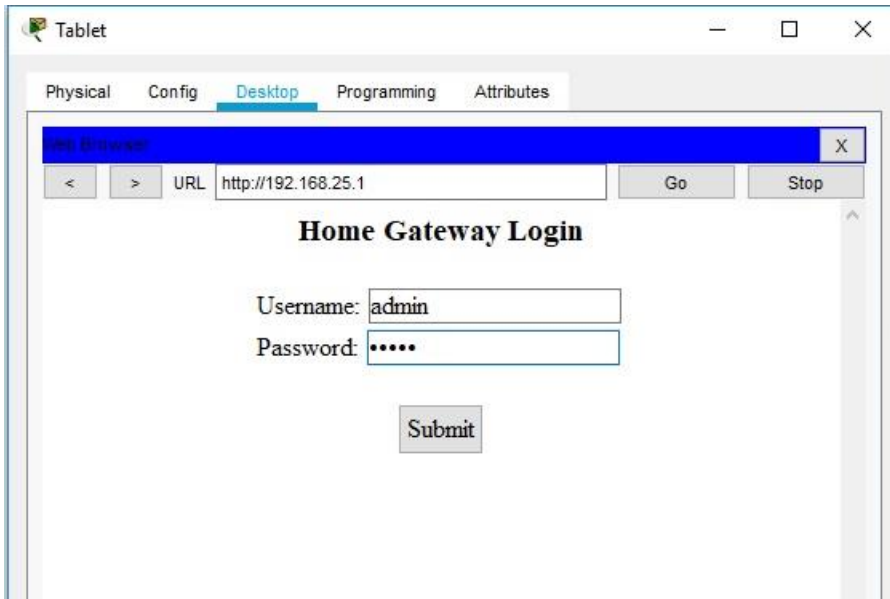 Tablet
Physical Config Desktop Programming Attributes
Web Browser X
< > URL http://192.168.25.1 Go Stop
Home Gateway Login
Username: admin
Password: •••••
Submit